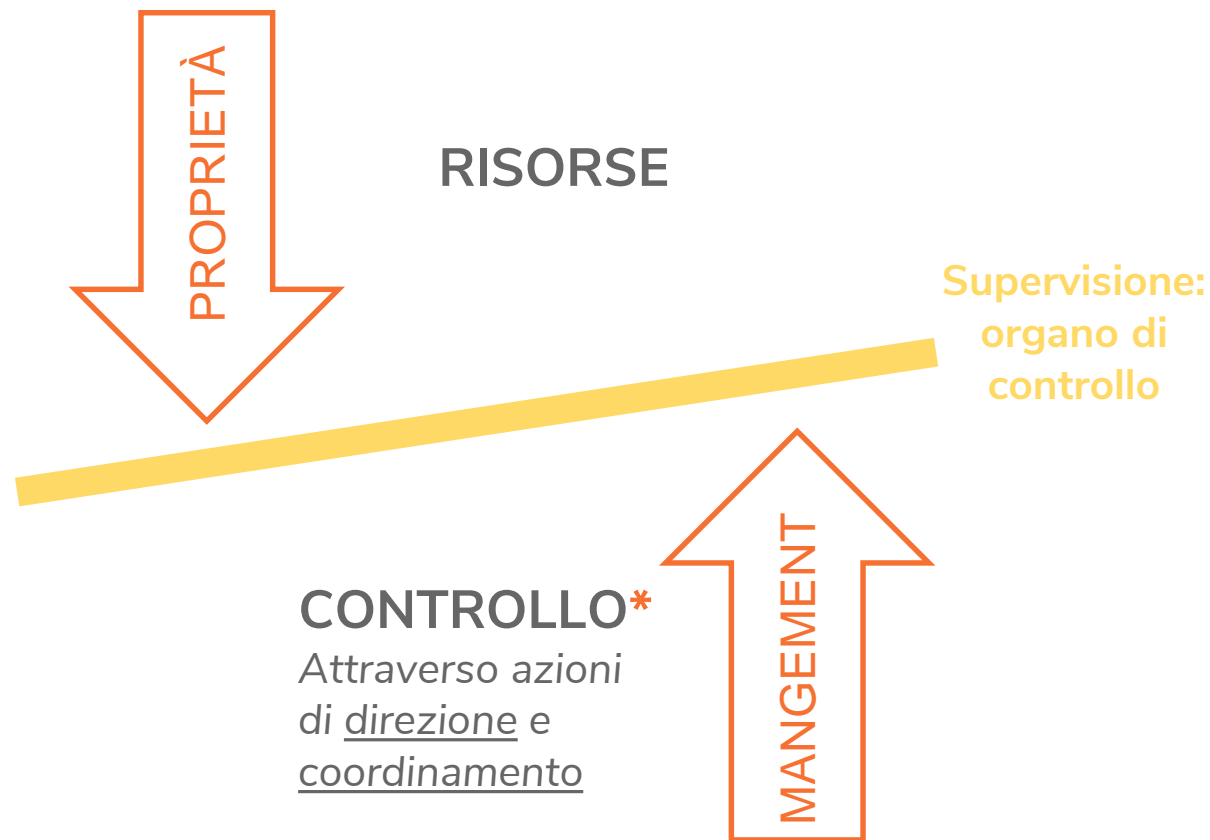 PROPRIETÀ
RISORSE
Supervisione:
organo di
controllo
CONTROLLO*
Attraverso azioni
di direzione e
coordinamento
MANGEMENT